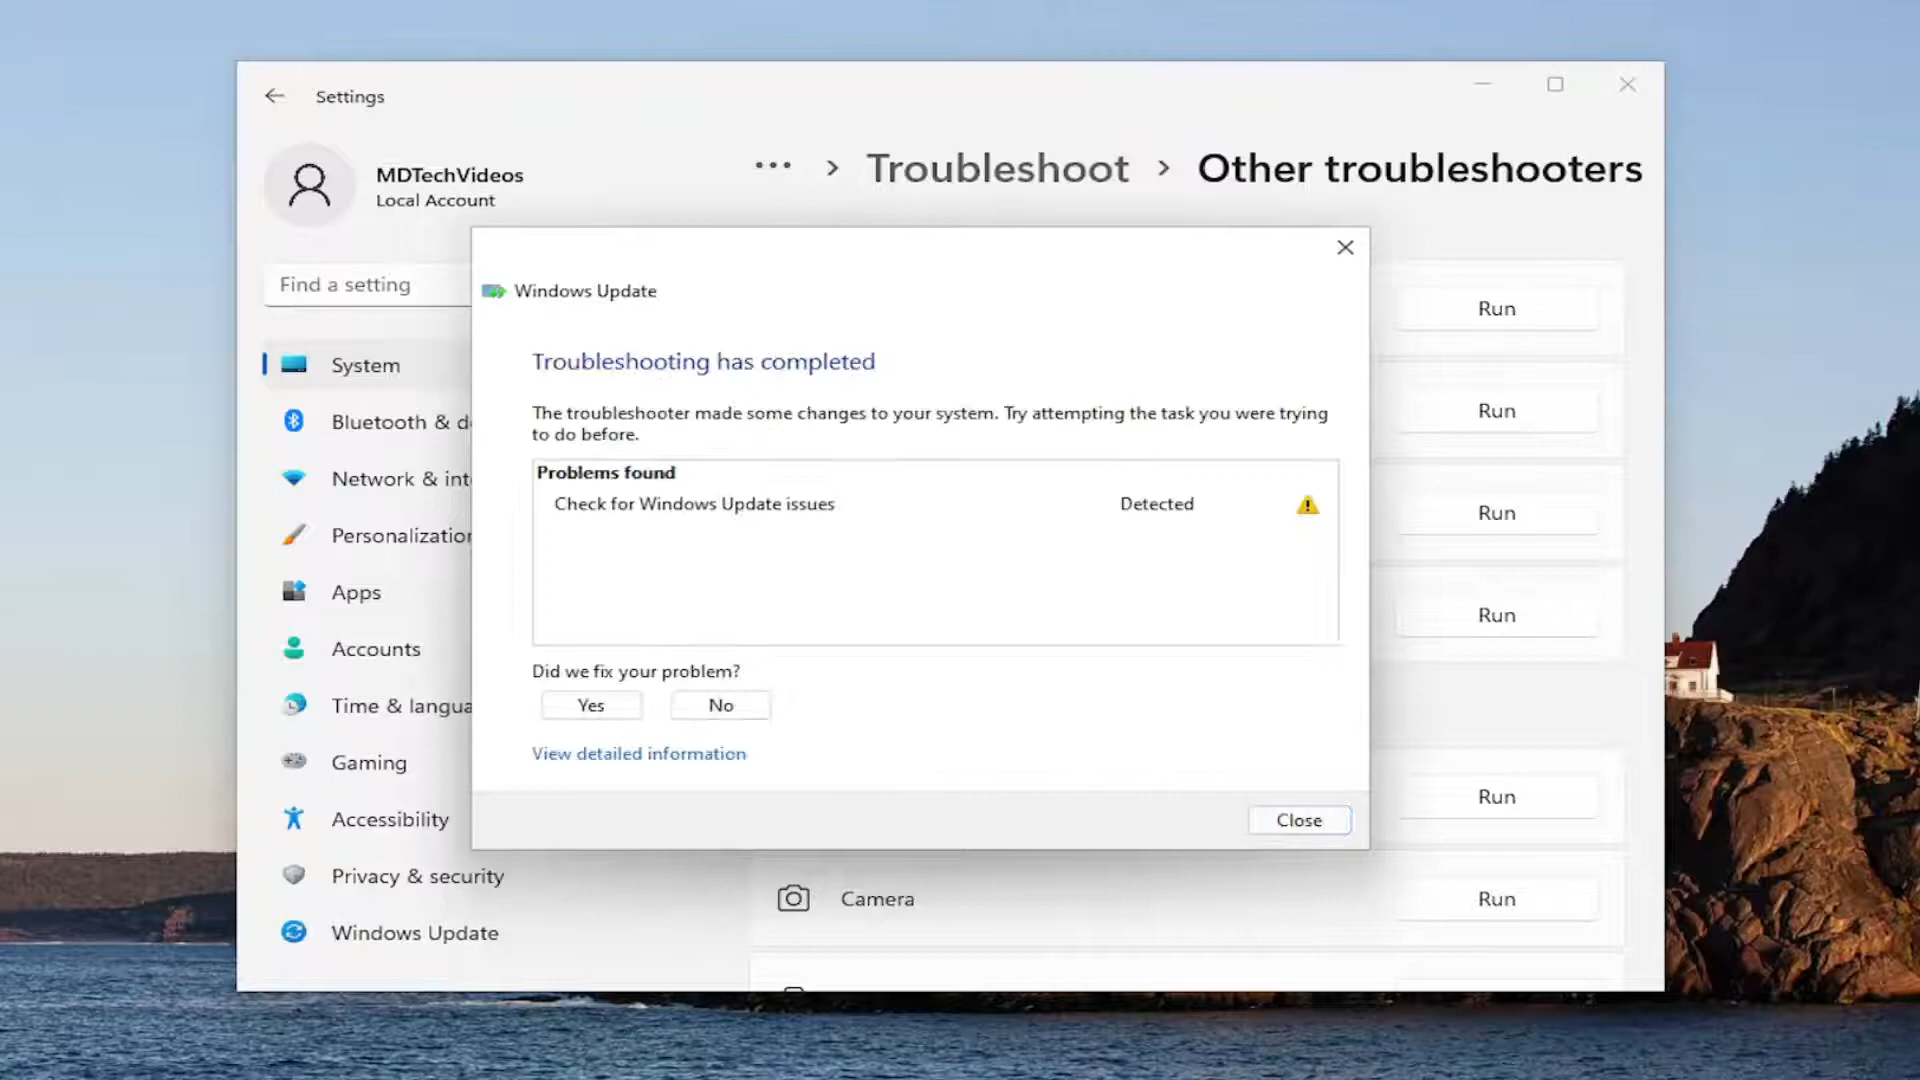 Settings
MDTechVideos
Local Account
··· > Troubleshoot > Other troubleshooters
Find a setting
System
Bluetooth & d
Network & int
Personalization
Apps
Accounts
Time & langua
Gaming
Accessibility
Privacy & security
Windows Update
Windows Update
Troubleshooting has completed
The troubleshooter made some changes to your system. Try attempting the task you were trying
to do before.
Problems found
Check for Windows Update issues Detected
Did we fix your problem?
Yes No
View detailed information
Close
Run
Run
Run
Run
Run
Camera Run